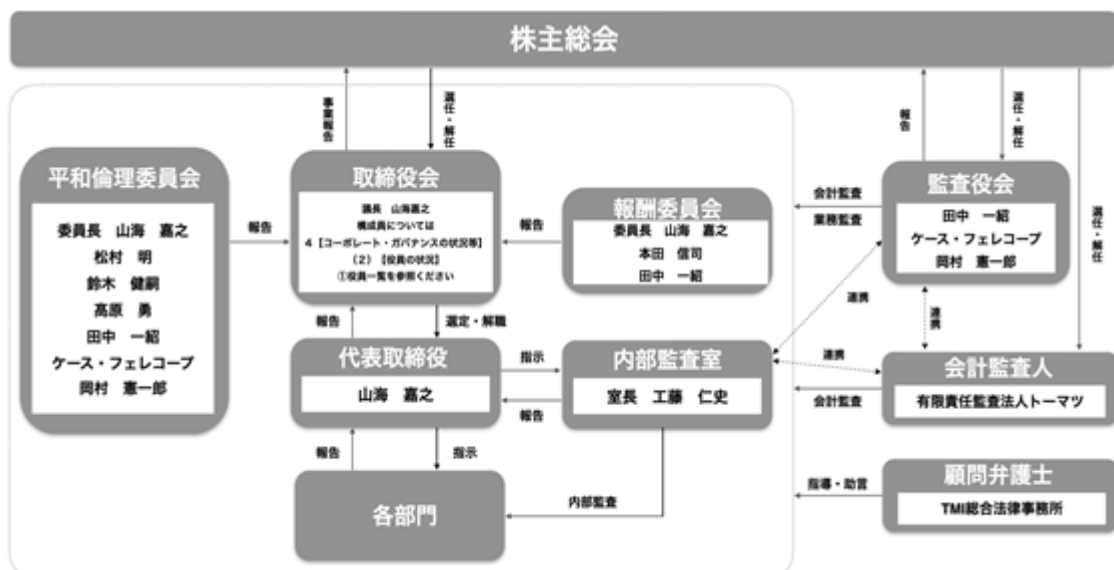 株主総会
事業報告
選任・解任
報告
選任・解任
選任・解任
平和倫理委員会
委員長 山海 嘉之
松村 明
鈴木 健嗣
髙原 勇
田中 一紹
ケース・フェレコープ
岡村 憲一郎
報告
取締役会
議長 山海嘉之
構成員については
4【コーポレート・ガバナンスの状況等】
(2)【役員の状況】
①役員一覧を参照ください
報告
報酬委員会
委員長 山海 嘉之
本田 信司
田中 一紹
会計監査
業務監査
監査役会
田中 一紹
ケース・フェレコープ
岡村 憲一郎
報告
選定・解職
連携
連携
代表取締役
山海 嘉之
指示
報告
内部監査室
室長 工藤 仁史
連携
会計監査
会計監査人
有限責任監査法人トーマツ
報告
指示
各部門
内部監査
指導・助言
顧問弁護士
TMI総合法律事務所